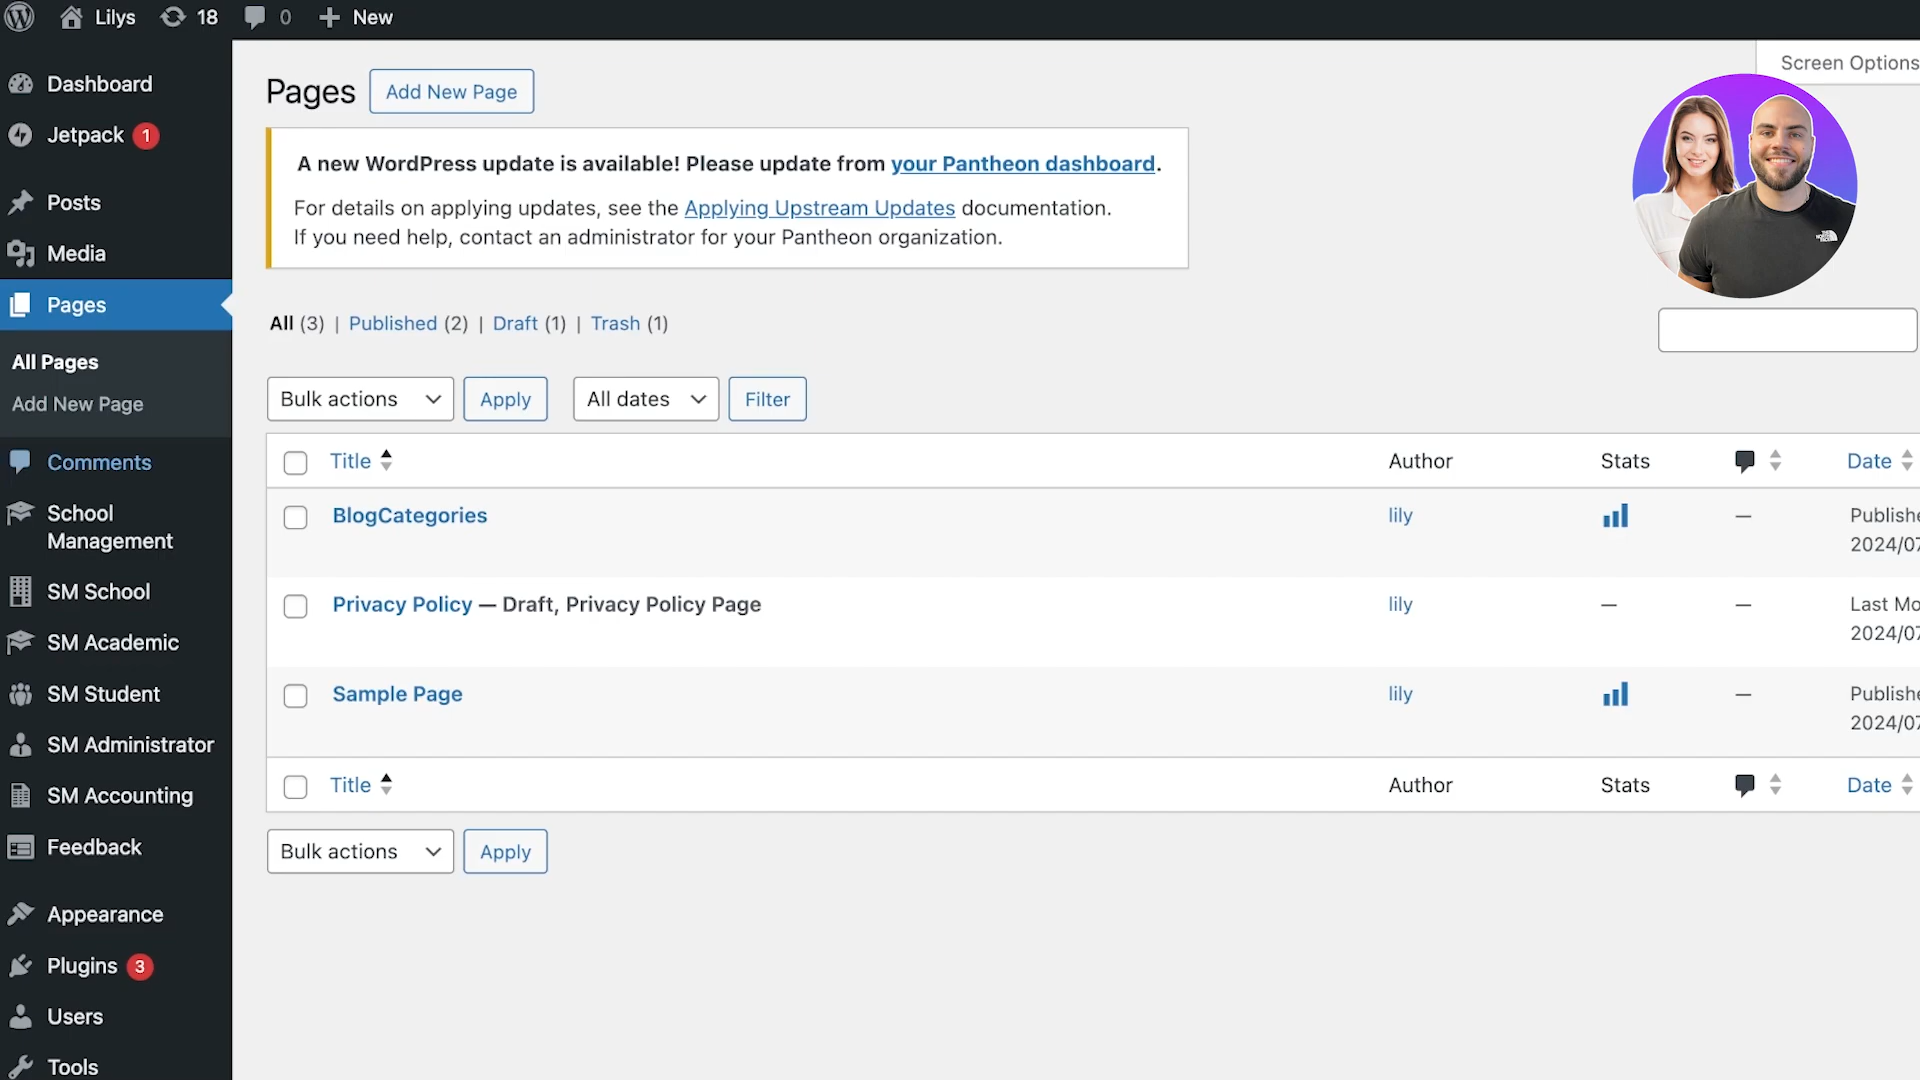 Lilys 18 0 New
Screen Options
Dashboard
Jetpack 1
Posts
Media
Pages
All Pages
Add New Page
Comments
School
Management
SM School
SM Academic
SM Student
SM Administrator
SM Accounting
Feedback
Appearance
Plugins 3
Users
Tools
Pages Add New Page
A new WordPress update is available! Please update from your Pantheon dashboard.
For details on applying updates, see the Applying Upstream Updates documentation.
If you need help, contact an administrator for your Pantheon organization.
THE NORTH FACE
All (3) | Published (2) | Draft (1) | Trash (1)
Bulk actions Apply All dates Filter
Title Author Stats Date
BlogCategories lily — Publishe
2024/07
Privacy Policy — Draft, Privacy Policy Page lily — — Last Mo
2024/07
Sample Page lily — Publishe
2024/07
Title Author Stats Date
Bulk actions Apply